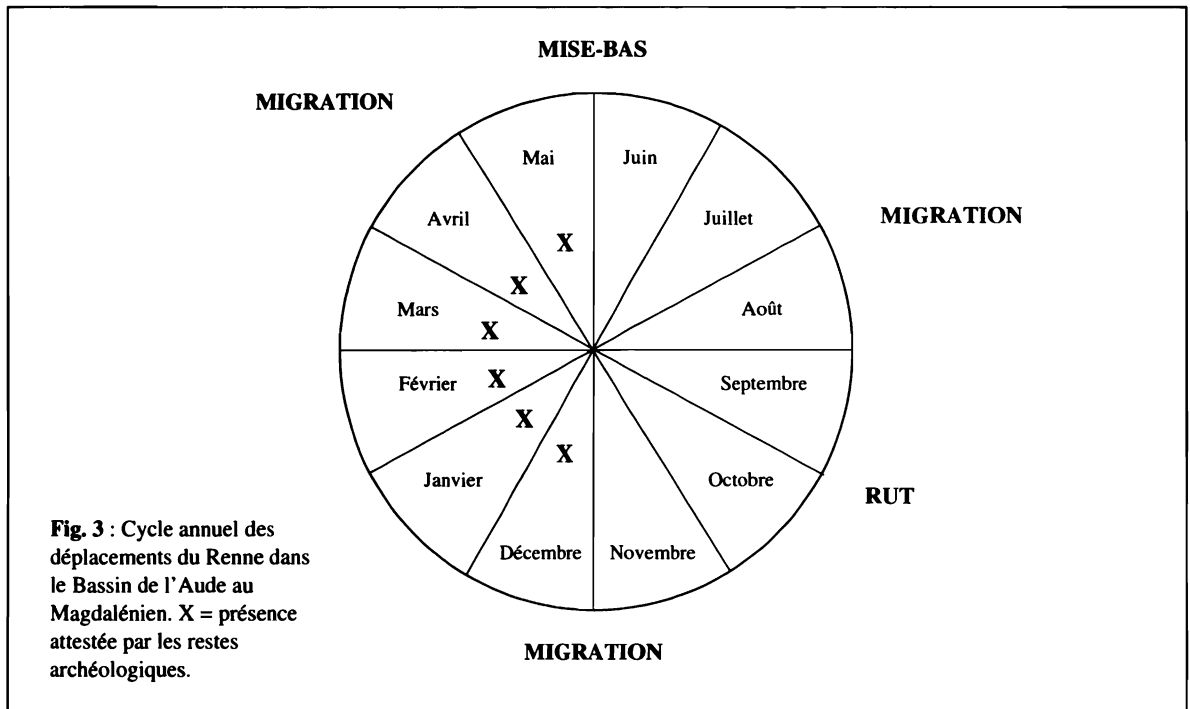 MISE-BAS
MIGRATION
Mai
Juin
Avril
Juillet
MIGRATION
Mars
X
X
Août
X
Février
X
Septembre
X
X
Janvier
Octobre
RUT
Décembre
Novembre
MIGRATION
Fig. 3 : Cycle annuel des
déplacements du Renne dans
le Bassin de l'Aude au
Magdalénien. X = présence
attestée par les restes
archéologiques.